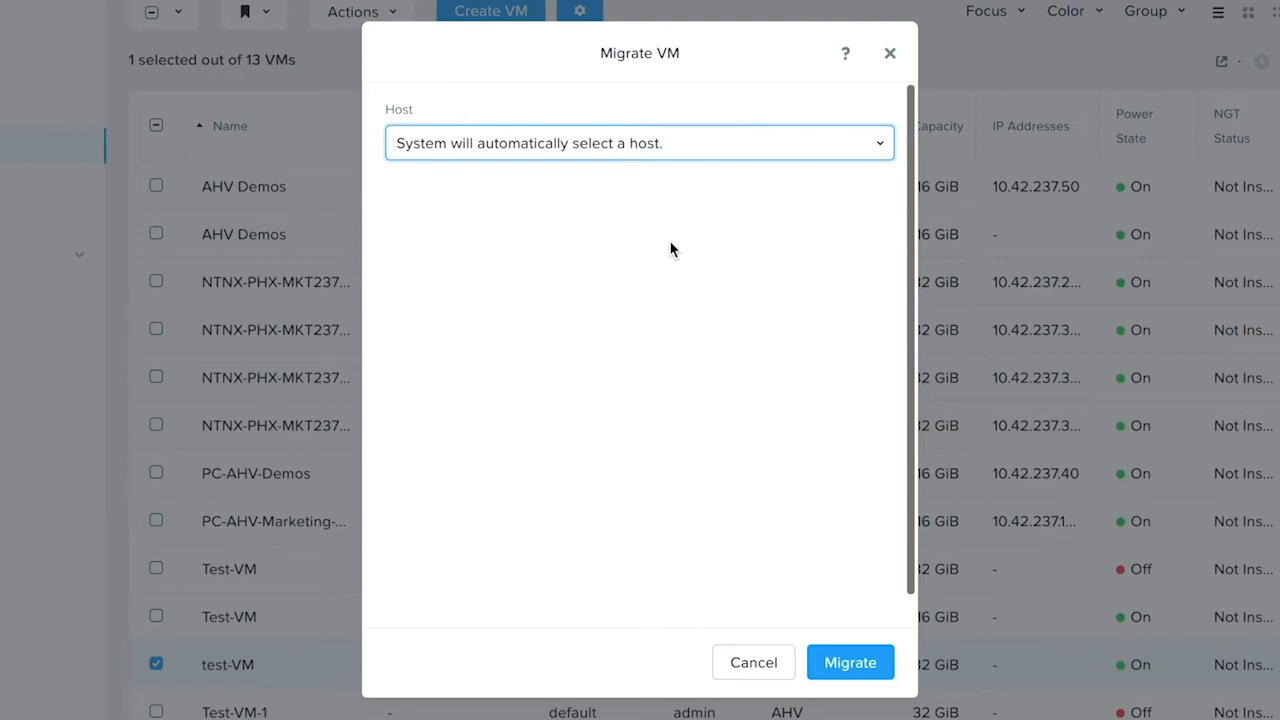 Actions
Create VM
Focus
Color
Group
1 selected out of 13 VMs
Migrate VM
?
Host
System will automatically select a host.
Name
IP Addresses
Power
State
NGT
Status
AHV Demos 16 GiB 10.42.237.50 On Not Ins...
AHV Demos 16 GiB - On Not Ins...
NTNX-PHX-MKT237... GiB 10.42.237.2... On Not Ins...
NTNX-PHX-MKT237... GiB 10.42.237.3... On Not Ins...
NTNX-PHX-MKT237... GiB 10.42.237.3... On Not Ins...
NTNX-PHX-MKT237... GiB 10.42.237.3... On Not Ins...
PC-AHV-Demos 16 GiB 10.42.237.40 On Not Ins...
PC-AHV-Marketing-... 16 GiB 10.42.237.1... On Not Ins...
Test-VM GiB - Off Not Ins...
Test-VM 16 GiB - On Not Ins...
test-VM GiB - On Not Ins...
Cancel
Migrate
Test-VM-1 - default admin AHV 32 GiB - Off Not Ins...